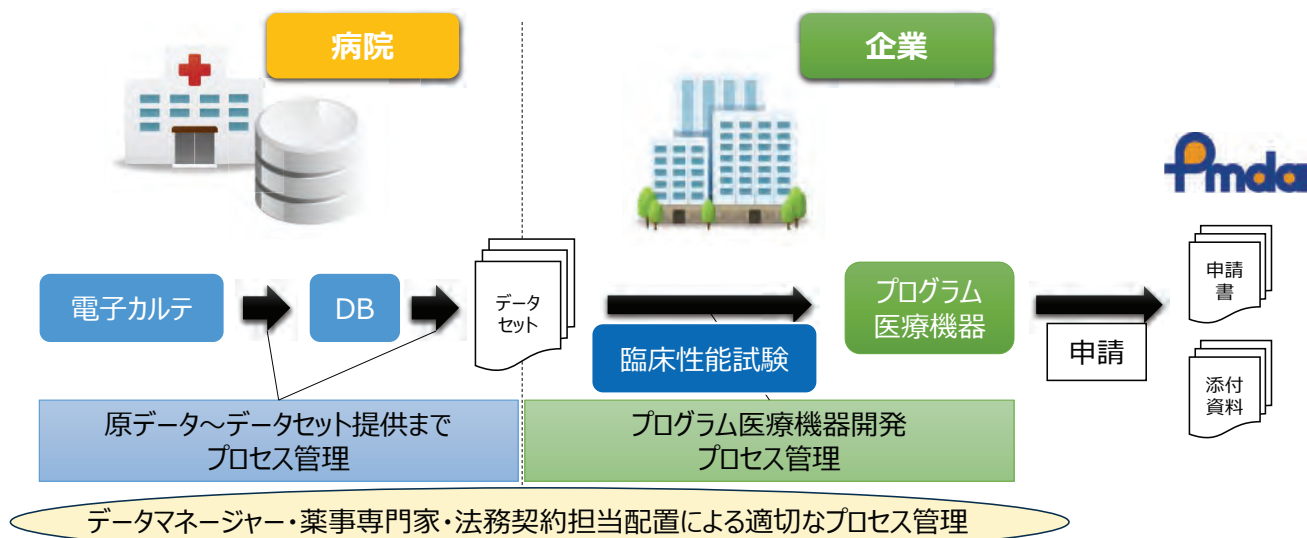 病院
企業
Pmda
電子カルテ
DB
データ
セット
臨床性能試験
プログラム
医療機器
申請
申請
書
添付
資料
原データ～データセット提供まで
プロセス管理
プログラム医療機器開発
プロセス管理
データマネージャー・薬事専門家・法務契約担当配置による適切なプロセス管理